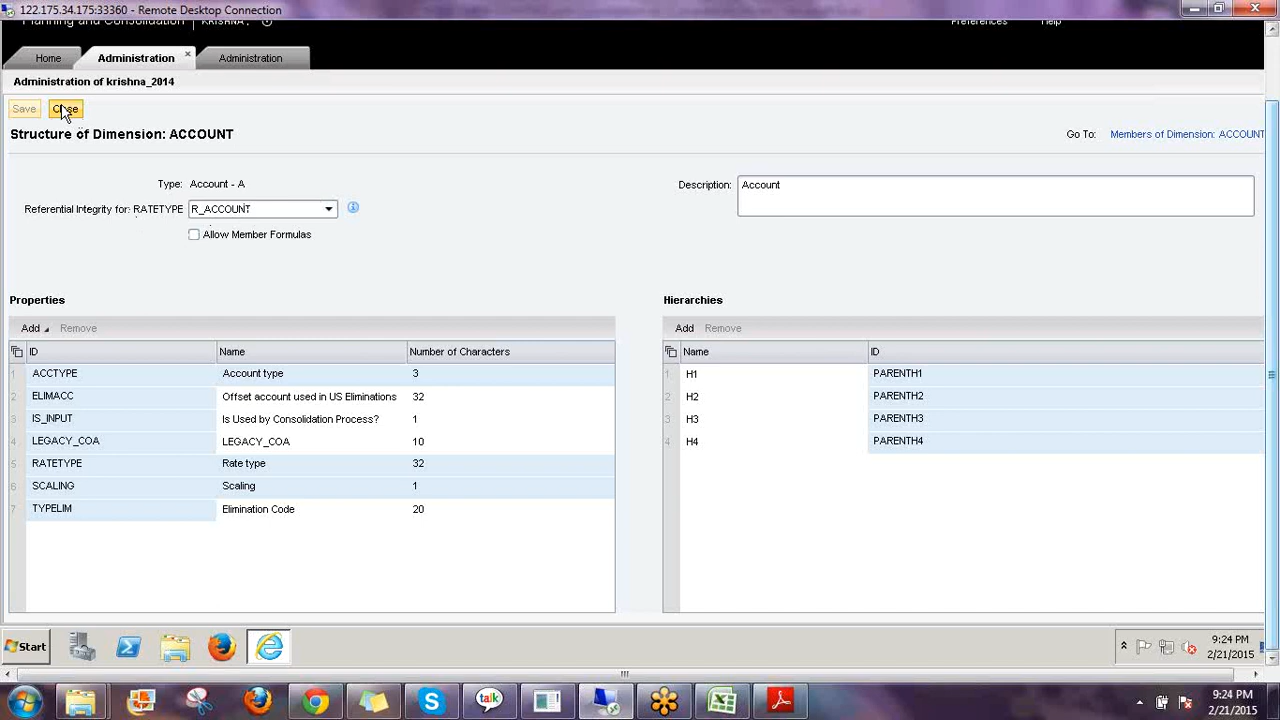 122.175.34.175:33360 - Remote Desktop Connection
Planning and Consolidation KRISHNA . Preferences Help
Home Administration Administration
Administration of krishna_2014
Save Close
Structure of Dimension: ACCOUNT Go To: Members of Dimension: ACCOUNT
Type: Account - A Description: Account
Referential Integrity for: RATETYPE R_ACCOUNT
Allow Member Formulas
Properties Hierarchies
Add Remove Add Remove
ID Name Number of Characters Name ID
1 ACCTYPE Account type 3 1 H1 PARENTH1
2 ELIMACC Offset account used in US Eliminations 32 2 H2 PARENTH2
3 IS_INPUT Is Used by Consolidation Process? 1 3 H3 PARENTH3
4 LEGACY_COA LEGACY_COA 10 4 H4 PARENTH4
5 RATETYPE Rate type 32
6 SCALING Scaling 1
7 TYPELIM Elimination Code 20
Start 9:24 PM
2/21/2015
talk 9:24 PM
2/21/2015